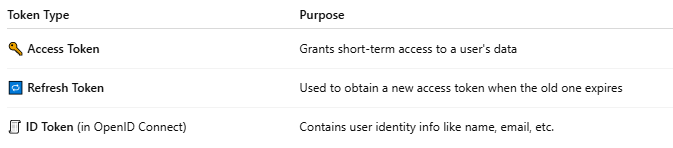 Token Type Purpose
🔑 Access Token Grants short-term access to a user's data
🔁 Refresh Token Used to obtain a new access token when the old one expires
🧾 ID Token (in OpenID Connect) Contains user identity info like name, email, etc.